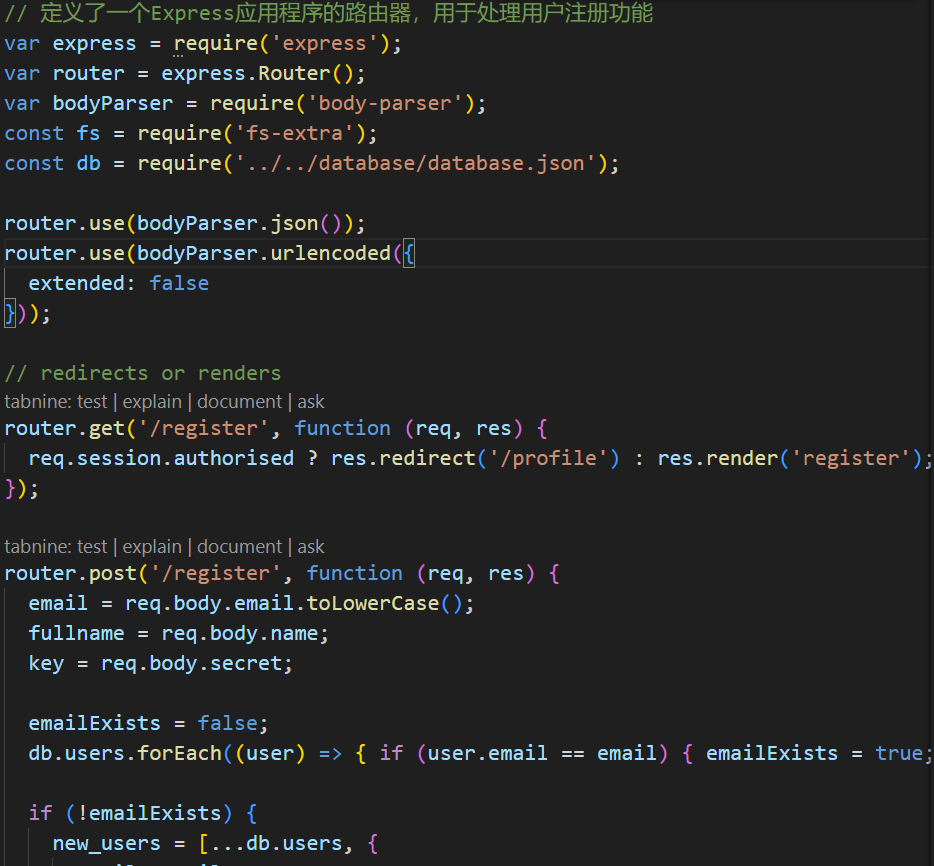 // 定义了一个Express应用程序的路由器，用于处理用户注册功能
var express = require('express');
var router = express.Router();
var bodyParser = require('body-parser');
const fs = require('fs-extra');
const db = require('../../database/database.json');
router.use(bodyParser.json());
router.use(bodyParser.urlencoded({
extended: false
}));
// redirects or renders
tabnine: test | explain | document | ask
router.get('/register', function (req, res) {
req.session.authorised ? res.redirect('/profile') : res.render('register');
});
tabnine: test | explain | document | ask
router.post('/register', function (req, res) {
email = req.body.email.toLowerCase();
fullname = req.body.name;
key = req.body.secret;
emailExists = false;
db.users.forEach((user) => { if (user.email == email) { emailExists = true;
if (!emailExists) {
new_users = [...db.users, {